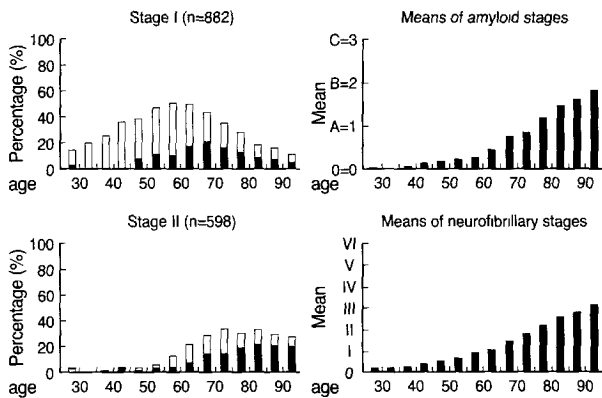 Stage I (n=882)
Percentage (%)
100
80
60
40
20
0
age 30 40 50 60 70 80 90
Means of amyloid stages
Mean
C=3
B=2
A=1
0=0
age 30 40 50 60 70 80 90
Stage II (n=598)
Percentage (%)
100
80
60
40
20
0
age 30 40 50 60 70 80 90
Means of neurofibrillary stages
Mean
VI
V
IV
III
II
I
0
age 30 40 50 60 70 80 90